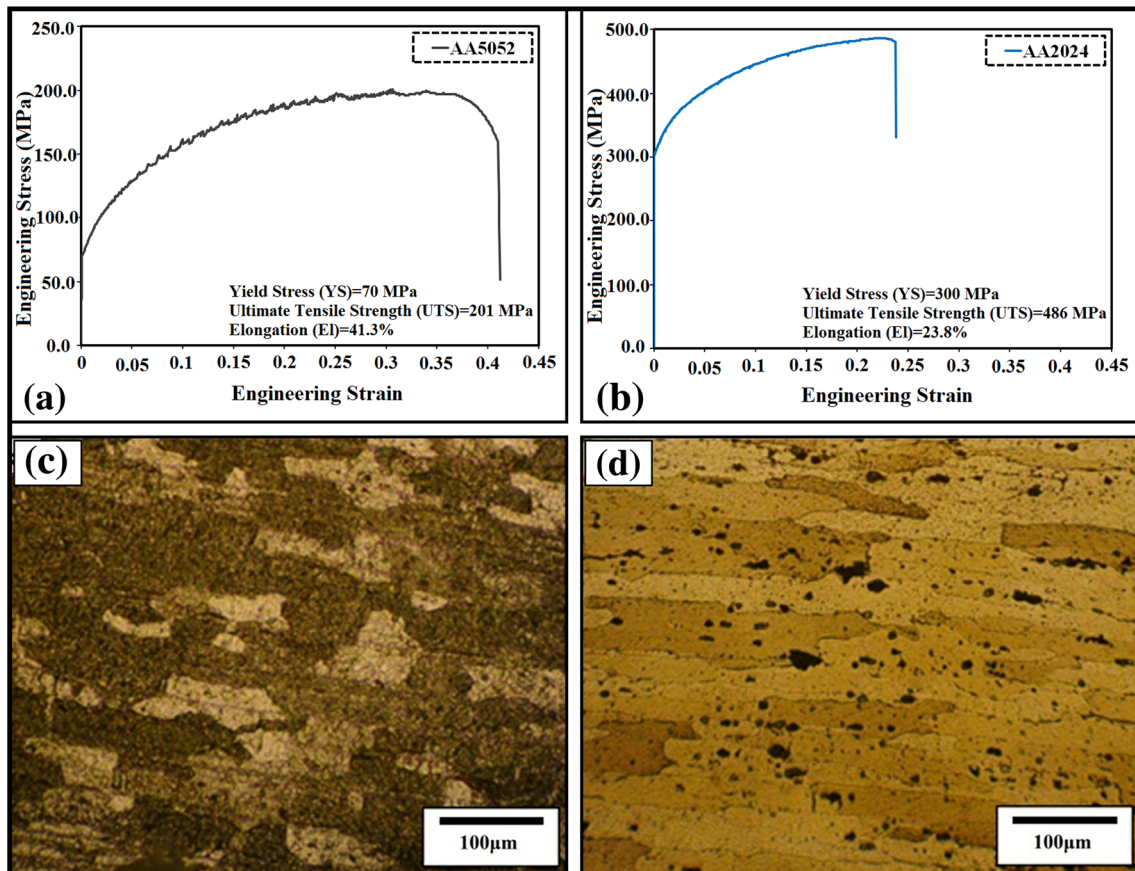 250.0
200.0
150.0
100.0
50.0
0.0
Engineering Stress (MPa)
AA5052
Yield Stress (YS)=70 MPa
Ultimate Tensile Strength (UTS)=201 MPa
Elongation (El)=41.3%
0 0.05 0.1 0.15 0.2 0.25 0.3 0.35 0.4 0.45
Engineering Strain
(a)
500.0
400.0
300.0
200.0
100.0
0.0
Engineering Stress (MPa)
AA2024
Yield Stress (YS)=300 MPa
Ultimate Tensile Strength (UTS)=486 MPa
Elongation (El)=23.8%
0 0.05 0.1 0.15 0.2 0.25 0.3 0.35 0.4 0.45
Engineering Strain
(b)
(c)
100µm
(d)
100µm